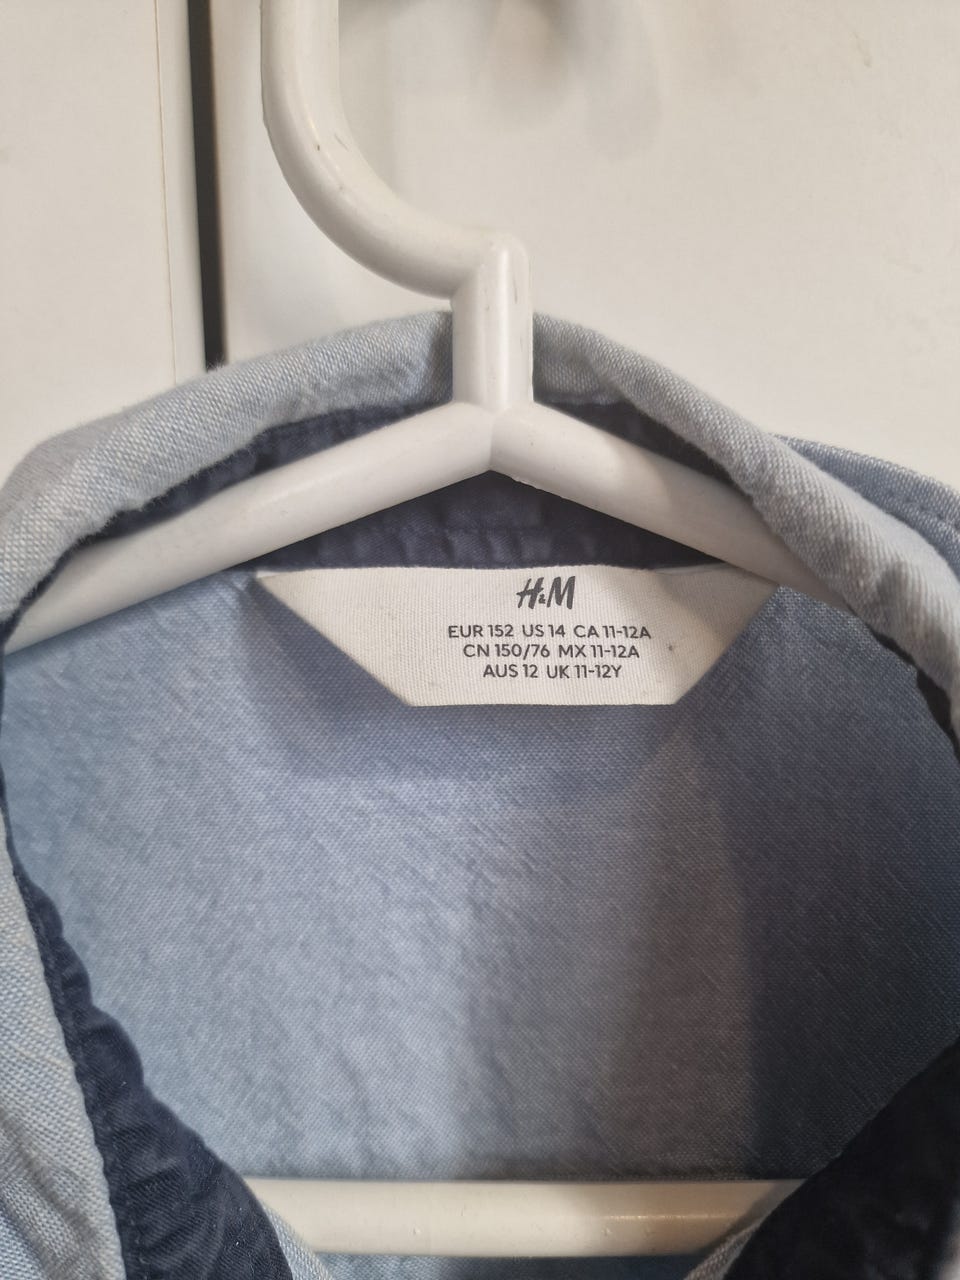 H&M
EUR 152 US 14 CA 11-12A
CN 150/76 MX 11-12A
AUS 12 UK 11-12Y